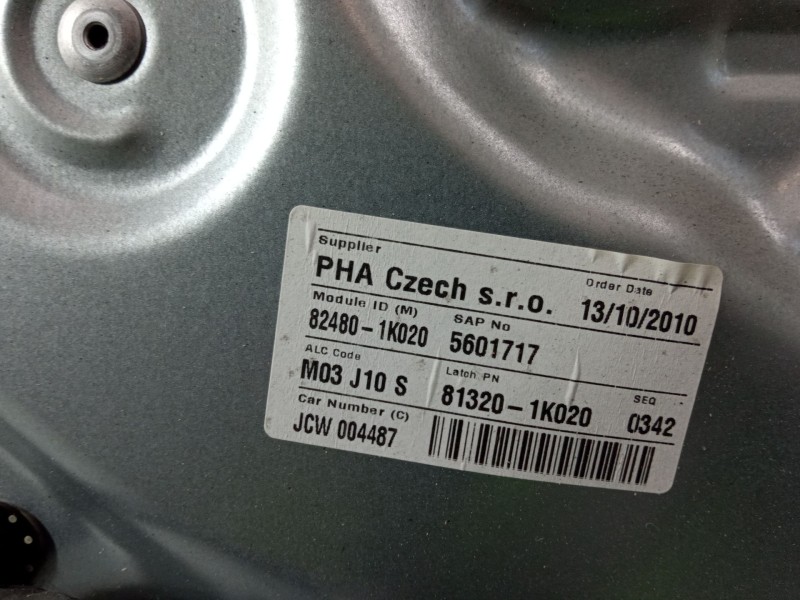 Supplier
PHA Czech s.r.o.
Order Date
13/10/2010
Module ID (M)
82480-1K020
SAP No
5601717
ALC Code
M03 J10 S
Latch PN
81320-1K020
SEQ
0342
Car Number (C)
JCW 004487